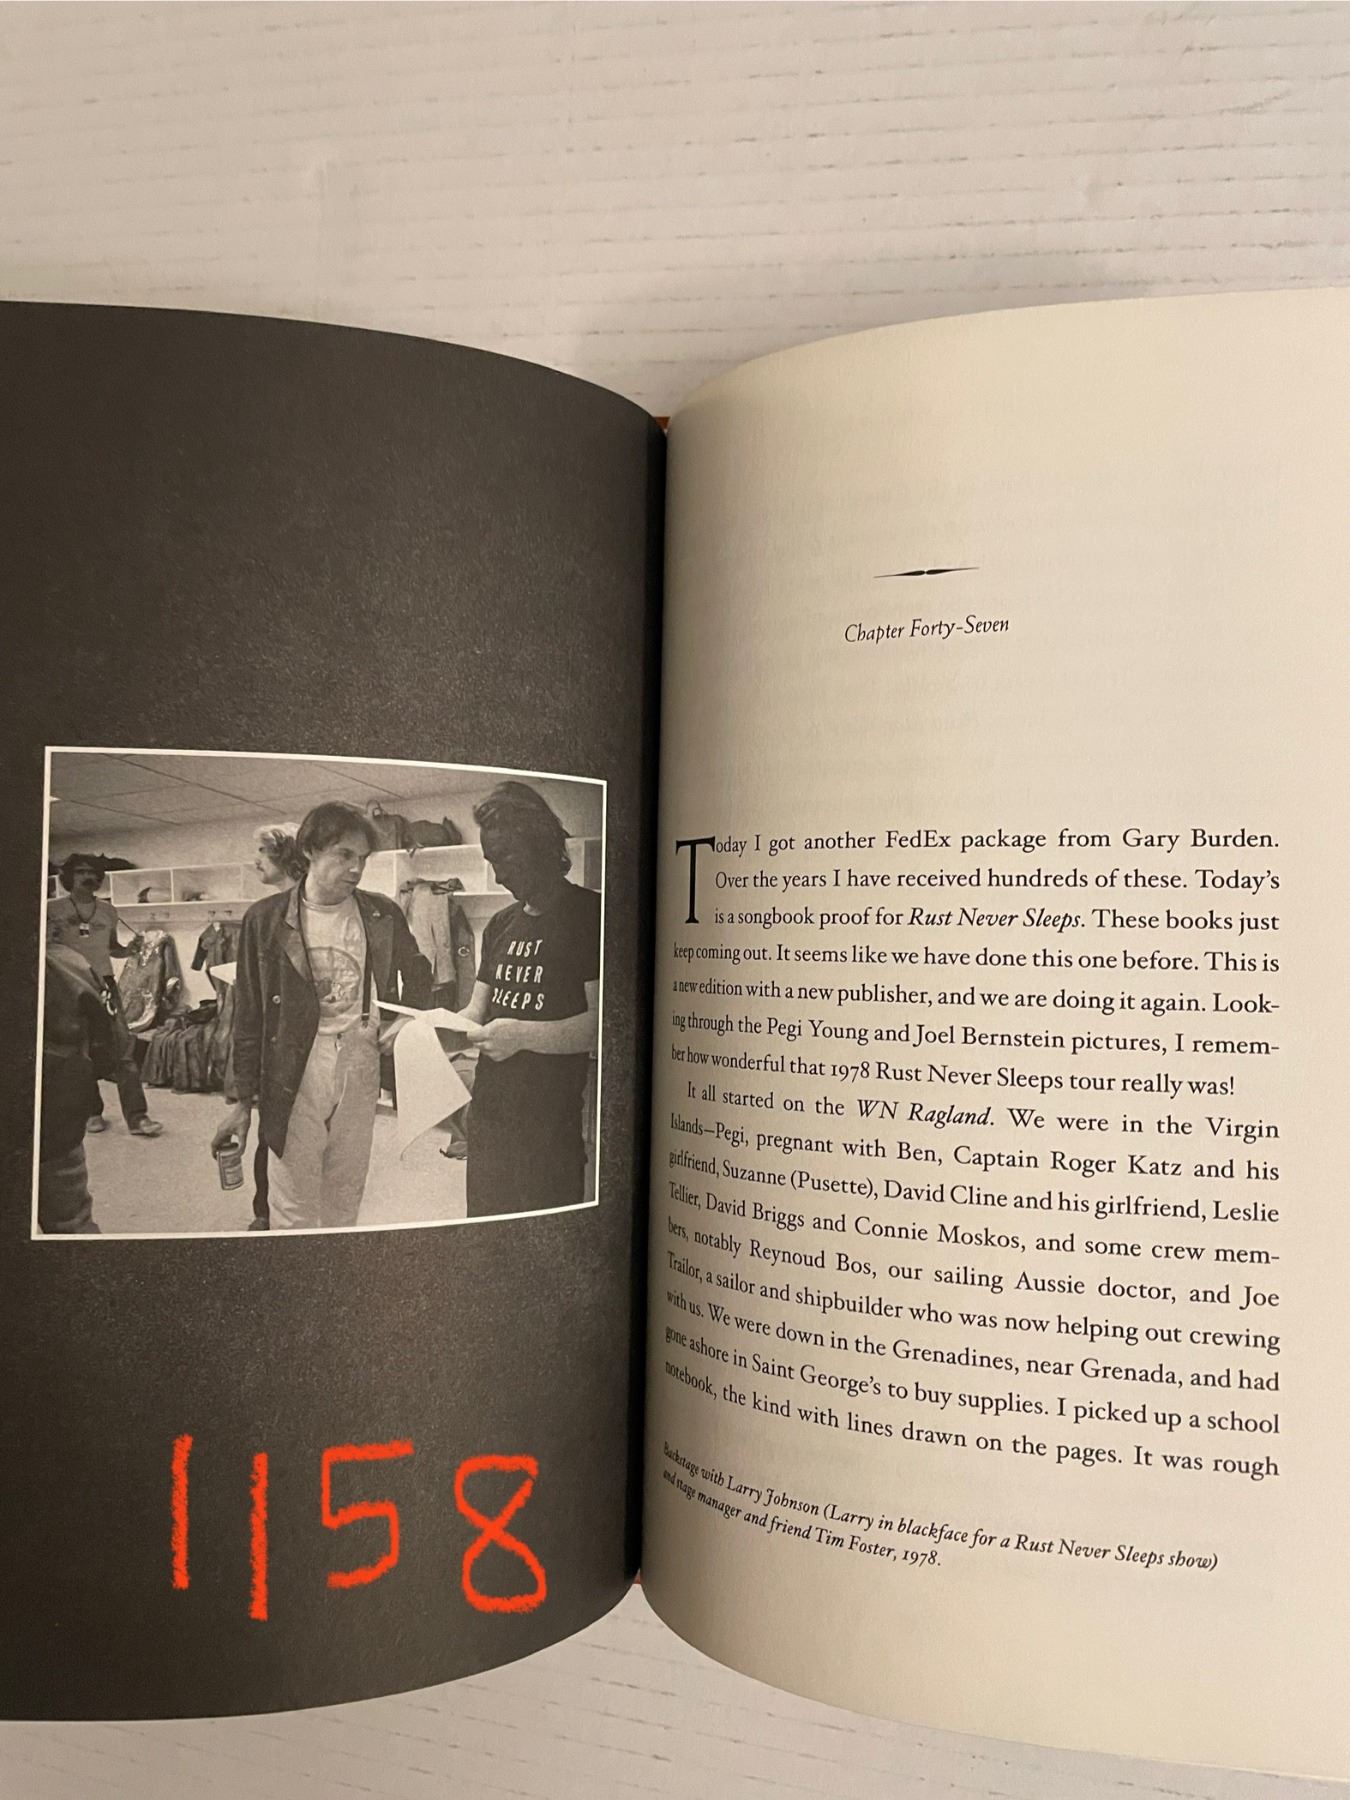 RUST
NEVER
SLEEPS
1158
Chapter Forty-Seven
Today I got another FedEx package from Gary Burden.
Over the years I have received hundreds of these. Today's
is a songbook proof for Rust Never Sleeps. These books just
keep coming out. It seems like we have done this one before. This is
a new edition with a new publisher, and we are doing it again. Look-
ing through the Pegi Young and Joel Bernstein pictures, I remem-
ber how wonderful that 1978 Rust Never Sleeps tour really was!
It all started on the WN Ragland. We were in the Virgin
Islands—Pegi, pregnant with Ben, Captain Roger Katz and his
girlfriend, Suzanne (Pusette), David Cline and his girlfriend, Leslie
Tellier, David Briggs and Connie Moskos, and some crew mem-
bers, notably Reynoud Bos, our sailing Aussie doctor, and Joe
Trailor, a sailor and shipbuilder who was now helping out crewing
with us. We were down in the Grenadines, near Grenada, and had
gone ashore in Saint George's to buy supplies. I picked up a school
notebook, the kind with lines drawn on the pages. It was rough
Backstage with Larry Johnson (Larry in blackface for a Rust Never Sleeps show)
and stage manager and friend Tim Foster, 1978.